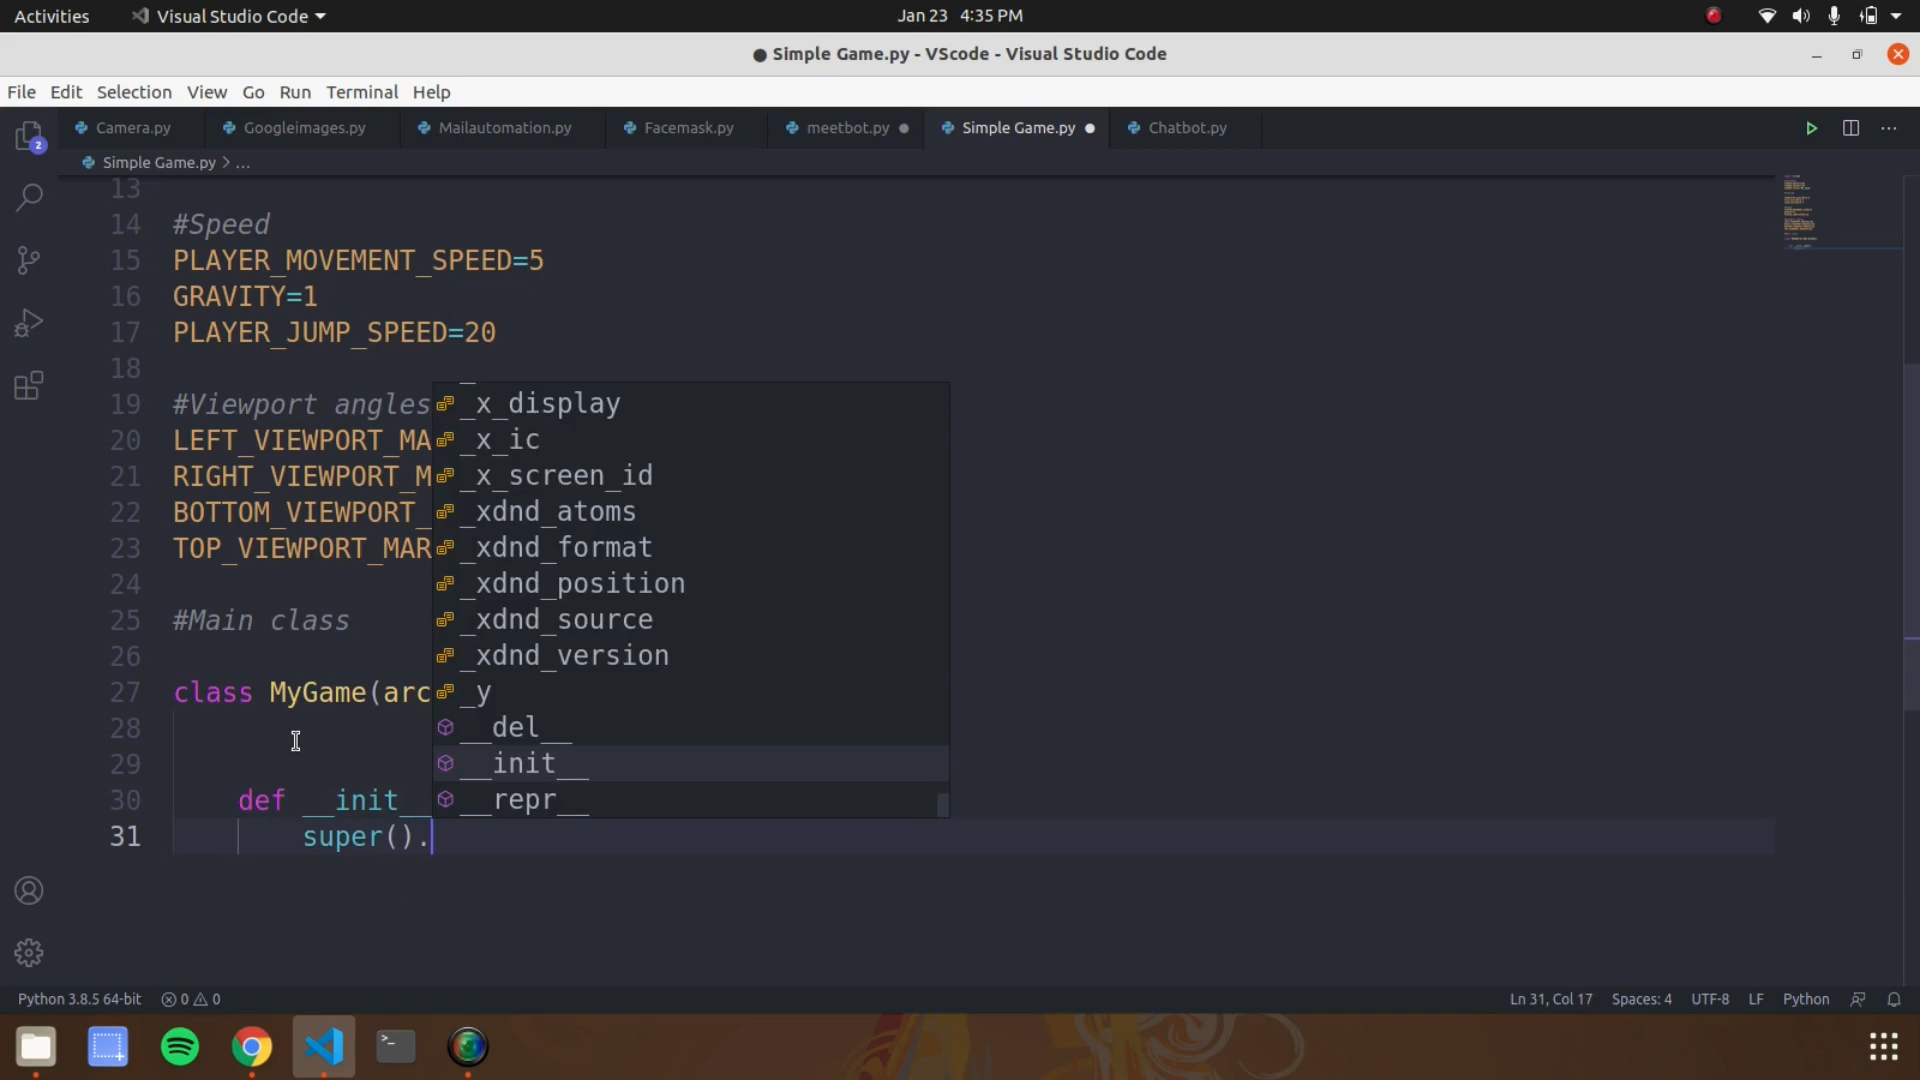 Activities Visual Studio Code Jan 23 4:35 PM
● Simple Game.py - VScode - Visual Studio Code
File Edit Selection View Go Run Terminal Help
Camera.py Googleimages.py Mailautomation.py Facemask.py meetbot.py Simple Game.py Chatbot.py
2
Simple Game.py > ...
13
14 #Speed
15 PLAYER_MOVEMENT_SPEED=5
16 GRAVITY=1
17 PLAYER_JUMP_SPEED=20
18
19 #Viewport angles
_x_display
20 LEFT_VIEWPORT_MA
_x_ic
21 RIGHT_VIEWPORT_M
_x_screen_id
22 BOTTOM_VIEWPORT_
_xdnd_atoms
23 TOP_VIEWPORT_MAR
_xdnd_format
24
_xdnd_position
25 #Main class
_xdnd_source
26
_xdnd_version
27 class MyGame(arc
_y
28
__del__
29
__init__
30 def __init__
__repr__
31 super().
Python 3.8.5 64-bit 0 0 Ln 31, Col 17 Spaces: 4 UTF-8 LF Python